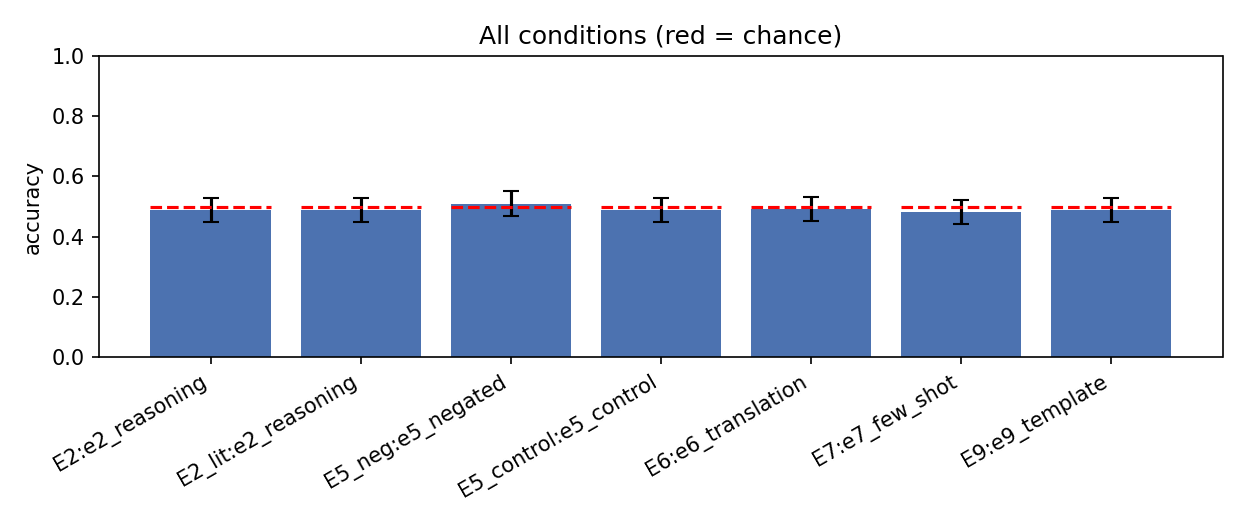 All conditions (red = chance)
accuracy
1.0
0.8
0.6
0.4
0.2
0.0
E2:e2_reasoning
E2_lit:e2_reasoning
E5_neg:e5_negated
E5_control:e5_control
E6:e6_translation
E7:e7_few_shot
E9:e9_template